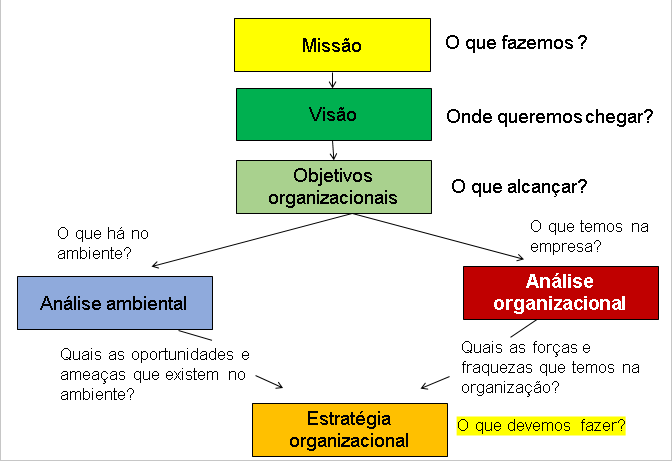 Missão
O que fazemos ?
Visão
Onde queremos chegar?
Objetivos
organizacionais
O que alcançar?
O que há no
ambiente?
O que temos na
empresa?
Análise ambiental
Análise
organizacional
Quais as oportunidades e
ameaças que existem no
ambiente?
Quais as forças e
fraquezas que temos na
organização?
Estratégia
organizacional
O que devemos fazer?